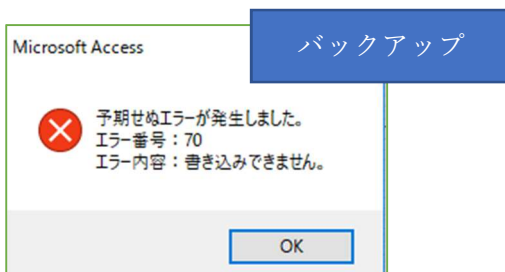 Microsoft Access
バックアップ
予期せぬエラーが発生しました。
エラー番号：70
エラー内容：書き込みできません。
OK